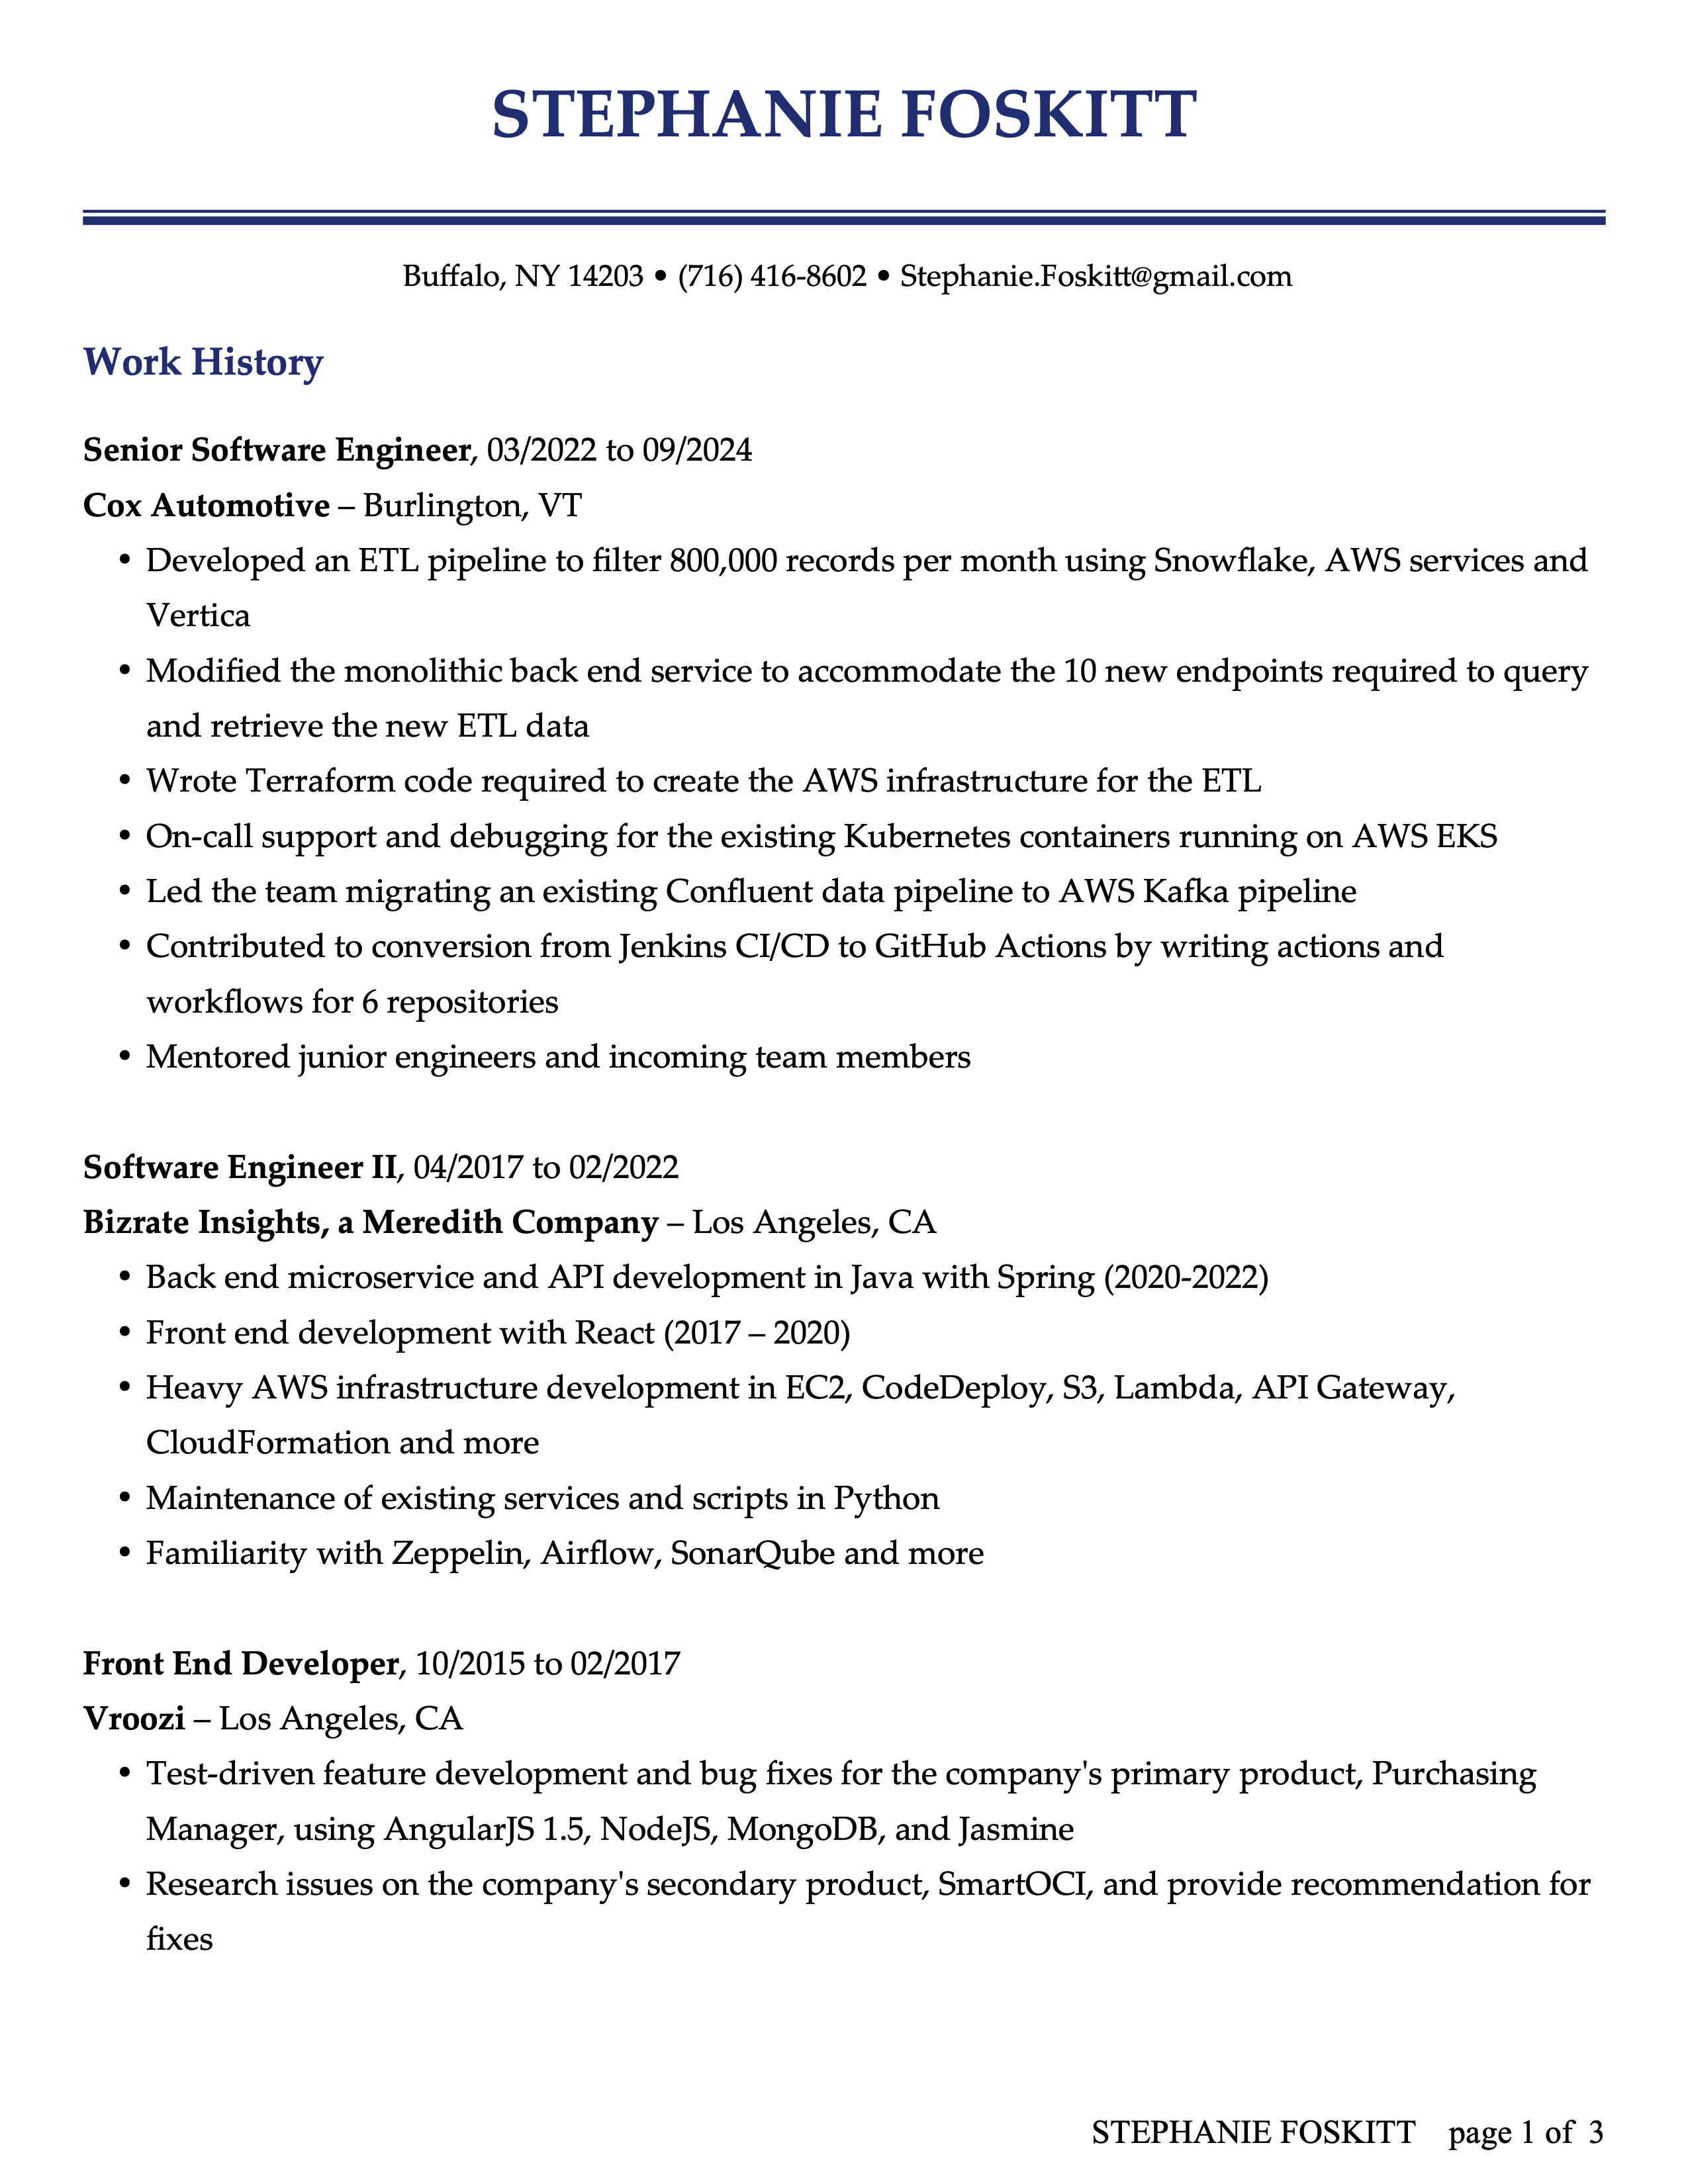 STEPHANIE FOSKITT
Buffalo, NY 14203 • (716) 416-8602 • Stephanie.Foskitt@gmail.com
Work History
Senior Software Engineer, 03/2022 to 09/2024
Cox Automotive – Burlington, VT
• Developed an ETL pipeline to filter 800,000 records per month using Snowflake, AWS services and
Vertica
• Modified the monolithic back end service to accommodate the 10 new endpoints required to query
and retrieve the new ETL data
• Wrote Terraform code required to create the AWS infrastructure for the ETL
• On-call support and debugging for the existing Kubernetes containers running on AWS EKS
• Led the team migrating an existing Confluent data pipeline to AWS Kafka pipeline
• Contributed to conversion from Jenkins CI/CD to GitHub Actions by writing actions and
workflows for 6 repositories
• Mentored junior engineers and incoming team members
Software Engineer II, 04/2017 to 02/2022
Bizrate Insights, a Meredith Company – Los Angeles, CA
• Back end microservice and API development in Java with Spring (2020-2022)
• Front end development with React (2017 – 2020)
• Heavy AWS infrastructure development in EC2, CodeDeploy, S3, Lambda, API Gateway,
CloudFormation and more
• Maintenance of existing services and scripts in Python
• Familiarity with Zeppelin, Airflow, SonarQube and more
Front End Developer, 10/2015 to 02/2017
Vroozi – Los Angeles, CA
• Test-driven feature development and bug fixes for the company's primary product, Purchasing
Manager, using AngularJS 1.5, NodeJS, MongoDB, and Jasmine
• Research issues on the company's secondary product, SmartOCI, and provide recommendation for
fixes
STEPHANIE FOSKITT page 1 of 3